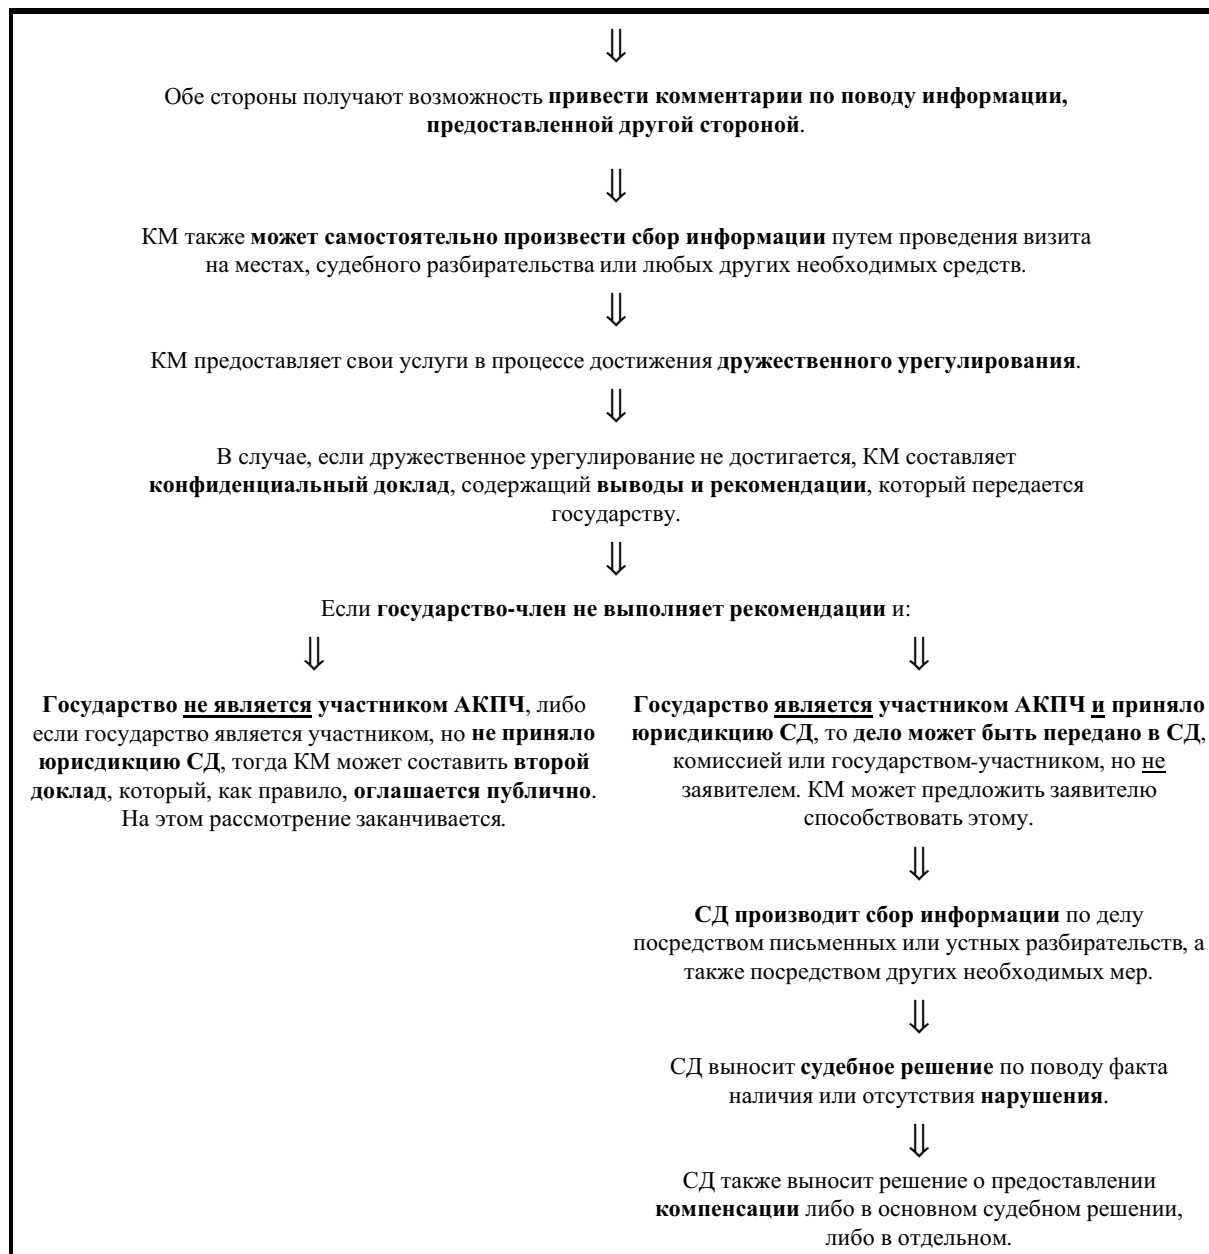 ⇓
Обе стороны получают возможность привести комментарии по поводу информации,
предоставленной другой стороной.
⇓
КМ также может самостоятельно произвести сбор информации путем проведения визита
на местах, судебного разбирательства или любых других необходимых средств.
⇓
КМ предоставляет свои услуги в процессе достижения дружественного урегулирования.
⇓
В случае, если дружественное урегулирование не достигается, КМ составляет
конфиденциальный доклад, содержащий выводы и рекомендации, который передается
государству.
⇓
Если государство-член не выполняет рекомендации и:
⇓
Государство не является участником АКПЧ, либо
если государство является участником, но не приняло
юрисдикцию СД, тогда КМ может составить второй
доклад, который, как правило, оглашается публично.
На этом рассмотрение заканчивается.
⇓
Государство является участником АКПЧ и приняло
юрисдикцию СД, то дело может быть передано в СД,
комиссией или государством-участником, но не
заявителем. КМ может предложить заявителю
способствовать этому.
⇓
СД производит сбор информации по делу
посредством письменных или устных разбирательств, а
также посредством других необходимых мер.
⇓
СД выносит судебное решение по поводу факта
наличия или отсутствия нарушения.
⇓
СД также выносит решение о предоставлении
компенсации либо в основном судебном решении,
либо в отдельном.